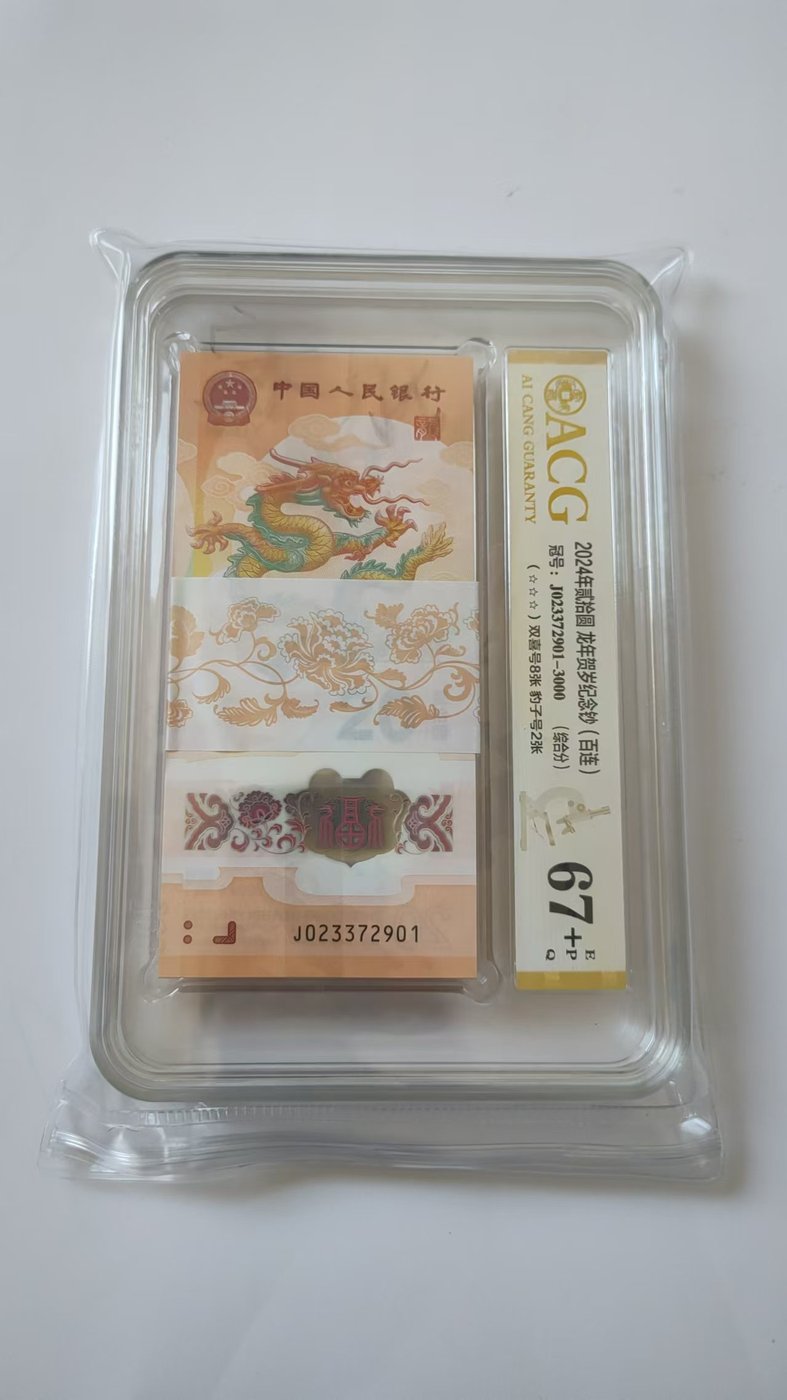 中国人民银行
福
J023372901
ACG
AI CANG GUARANTY
2024年贰拾圆 龙年贺岁纪念钞（百连）
冠号：J023372901-3000 （综合分）
（☆☆☆）双喜号8张 豹子号2张
67+
E
P
Q